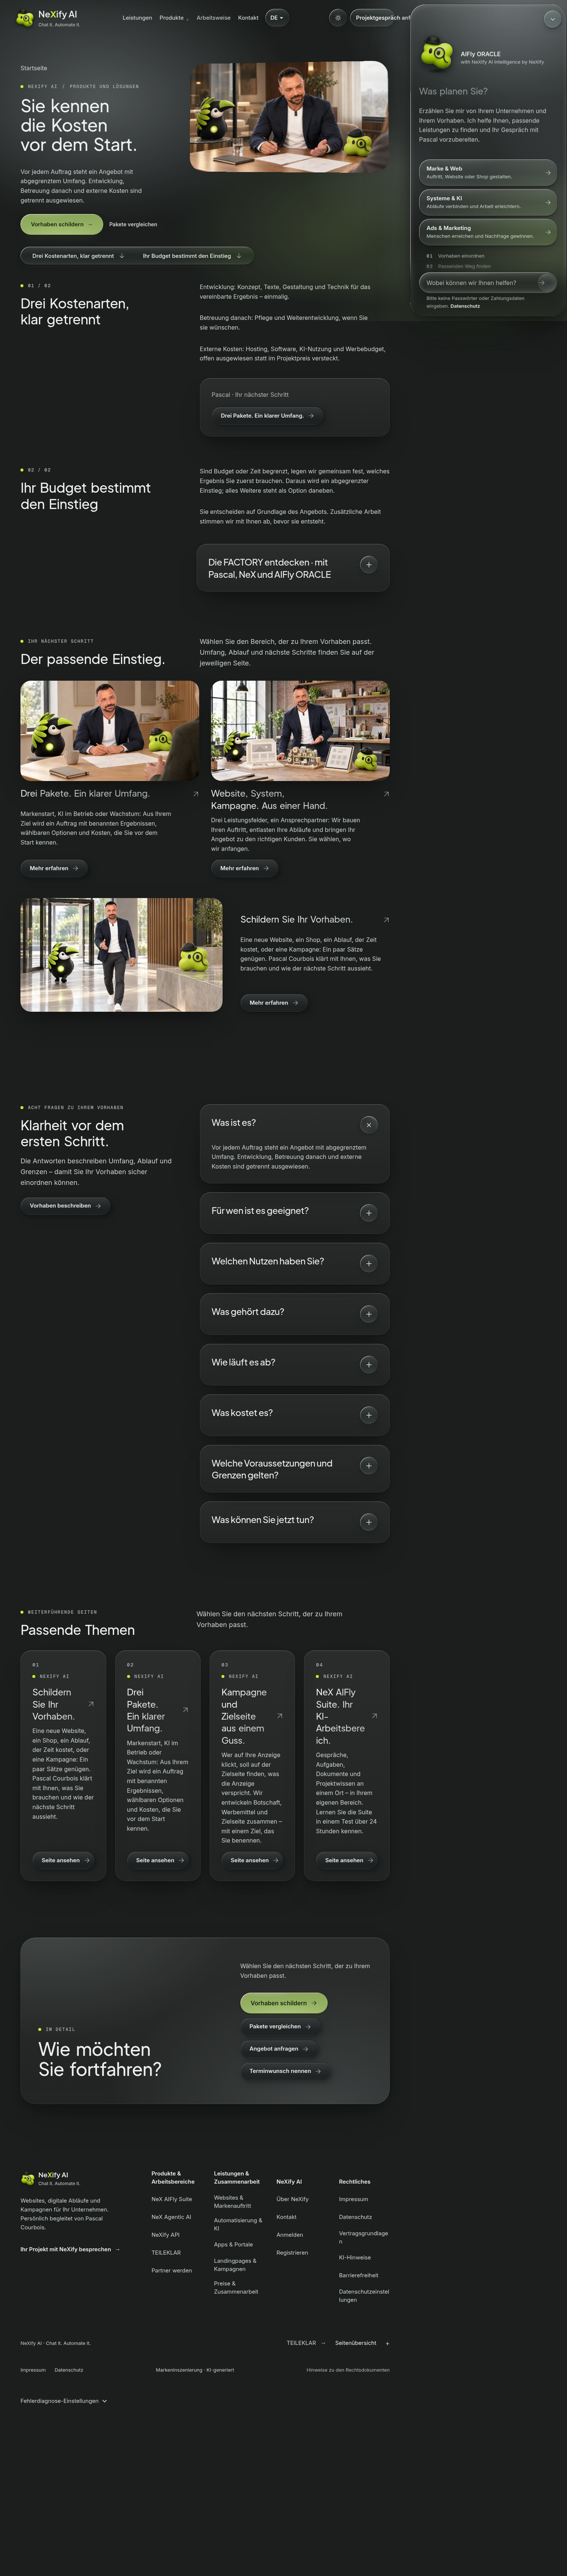 NeXify AI
Chat it. Automate it.
Leistungen
Produkte
Arbeitsweise
Kontakt
DE
Projektgespräch anf
AIFly ORACLE
with NeXify AI Intelligence by NeXify
Was planen Sie?
Erzählen Sie mir von Ihrem Unternehmen und
Ihrem Vorhaben. Ich helfe Ihnen, passende
Leistungen zu finden und Ihr Gespräch mit
Pascal vorzubereiten.
Marke & Web
Auftritt, Website oder Shop gestalten.
→
Systeme & KI
Abläufe verbinden und Arbeit erleichtern.
→
Ads & Marketing
Menschen erreichen und Nachfrage gewinnen.
→
01 Vorhaben einordnen
02 Passenden Weg finden
Wobei können wir Ihnen helfen?
→
Bitte keine Passwörter oder Zahlungsdaten
eingeben. Datenschutz
Startseite
NEXIFY AI / PRODUKTE UND LÖSUNGEN
Sie kennen
die Kosten
vor dem Start.
Vor jedem Auftrag steht ein Angebot mit
abgegrenztem Umfang. Entwicklung,
Betreuung danach und externe Kosten sind
getrennt ausgewiesen.
Vorhaben schildern →
Pakete vergleichen
Drei Kostenarten, klar getrennt ↓
Ihr Budget bestimmt den Einstieg ↓
01 / 02
Drei Kostenarten,
klar getrennt
Entwicklung: Konzept, Texte, Gestaltung und Technik für das
vereinbarte Ergebnis – einmalig.
Betreuung danach: Pflege und Weiterentwicklung, wenn Sie
sie wünschen.
Externe Kosten: Hosting, Software, KI-Nutzung und Werbebudget,
offen ausgewiesen statt im Projektpreis versteckt.
Pascal · Ihr nächster Schritt
Drei Pakete. Ein klarer Umfang. →
02 / 02
Ihr Budget bestimmt
den Einstieg
Sind Budget oder Zeit begrenzt, legen wir gemeinsam fest, welches
Ergebnis Sie zuerst brauchen. Daraus wird ein abgegrenzter
Einstieg; alles Weitere steht als Option daneben.
Sie entscheiden auf Grundlage des Angebots. Zusätzliche Arbeit
stimmen wir mit Ihnen ab, bevor sie entsteht.
Die FACTORY entdecken · mit
Pascal, NeX und AIFly ORACLE
+
IHR NÄCHSTER SCHRITT
Der passende Einstieg.
Wählen Sie den Bereich, der zu Ihrem Vorhaben passt.
Umfang, Ablauf und nächste Schritte finden Sie auf der
jeweiligen Seite.
Drei Pakete. Ein klarer Umfang.
Markenstart, KI im Betrieb oder Wachstum: Aus Ihrem
Ziel wird ein Auftrag mit benannten Ergebnissen,
wählbaren Optionen und Kosten, die Sie vor dem
Start kennen.
Mehr erfahren →
Website, System,
Kampagne. Aus einer Hand.
Drei Leistungsfelder, ein Ansprechpartner: Wir bauen
Ihren Auftritt, entlasten Ihre Abläufe und bringen Ihr
Angebot zu den richtigen Kunden. Sie wählen, wo
wir anfangen.
Mehr erfahren →
Schildern Sie Ihr Vorhaben.
Eine neue Website, ein Shop, ein Ablauf, der Zeit
kostet, oder eine Kampagne: Ein paar Sätze
genügen. Pascal Courbois klärt mit Ihnen, was Sie
brauchen und wie der nächste Schritt aussieht.
Mehr erfahren →
ACHT FRAGEN ZU IHREM VORHABEN
Klarheit vor dem
ersten Schritt.
Die Antworten beschreiben Umfang, Ablauf und
Grenzen – damit Sie Ihr Vorhaben sicher
einordnen können.
Vorhaben beschreiben →
Was ist es?
Vor jedem Auftrag steht ein Angebot mit abgegrenztem
Umfang. Entwicklung, Betreuung danach und externe
Kosten sind getrennt ausgewiesen.
Für wen ist es geeignet?
+
Welchen Nutzen haben Sie?
+
Was gehört dazu?
+
Wie läuft es ab?
+
Was kostet es?
+
Welche Voraussetzungen und
Grenzen gelten?
+
Was können Sie jetzt tun?
+
WEITERFÜHRENDE SEITEN
Passende Themen
Wählen Sie den nächsten Schritt, der zu Ihrem
Vorhaben passt.
01
NEXIFY AI
Schildern
Sie Ihr
Vorhaben.
Eine neue Website,
ein Shop, ein Ablauf,
der Zeit kostet, oder
eine Kampagne: Ein
paar Sätze genügen.
Pascal Courbois klärt
mit Ihnen, was Sie
brauchen und wie der
nächste Schritt
aussieht.
Seite ansehen →
02
NEXIFY AI
Drei
Pakete.
Ein klarer
Umfang.
Markenstart, KI im
Betrieb oder
Wachstum: Aus Ihrem
Ziel wird ein Auftrag
mit benannten
Ergebnissen,
wählbaren Optionen
und Kosten, die Sie
vor dem Start
kennen.
Seite ansehen →
03
NEXIFY AI
Kampagne
und
Zielseite
aus einem
Guss.
Wer auf Ihre Anzeige
klickt, soll auf der
Zielseite finden, was
die Anzeige
verspricht. Wir
entwickeln Botschaft,
Werbemittel und
Zielseite zusammen –
mit einem Ziel, das
Sie benennen.
Seite ansehen →
04
NEXIFY AI
NeX AIFly
Suite. Ihr
KI-
Arbeitsbere
ich.
Gespräche,
Aufgaben,
Dokumente und
Projektwissen an
einem Ort – in Ihrem
eigenen Bereich.
Lernen Sie die Suite
in einem Test über 24
Stunden kennen.
Seite ansehen →
IM DETAIL
Wie möchten
Sie fortfahren?
Wählen Sie den nächsten Schritt, der zu Ihrem
Vorhaben passt.
Vorhaben schildern →
Pakete vergleichen →
Angebot anfragen →
Terminwunsch nennen →
NeXify AI
Chat it. Automate it.
Websites, digitale Abläufe und
Kampagnen für Ihr Unternehmen.
Persönlich begleitet von Pascal
Courbois.
Ihr Projekt mit NeXify besprechen →
Produkte &
Arbeitsbereiche
NeX AIFly Suite
NeX Agentic AI
NeXify API
TEILEKLAR
Partner werden
Leistungen &
Zusammenarbeit
Websites &
Markenauftritt
Automatisierung &
KI
Apps & Portale
Landingpages &
Kampagnen
Preise &
Zusammenarbeit
NeXify AI
Über NeXify
Kontakt
Anmelden
Registrieren
Rechtliches
Impressum
Datenschutz
Vertragsgrundlage
n
KI-Hinweise
Barrierefreiheit
Datenschutzeinstel
lungen
NeXify AI · Chat it. Automate it.
TEILEKLAR →
Seitenübersicht +
Impressum
Datenschutz
Markeninszenierung · KI-generiert
Hinweise zu den Rechtsdokumenten
Fehlerdiagnose-Einstellungen